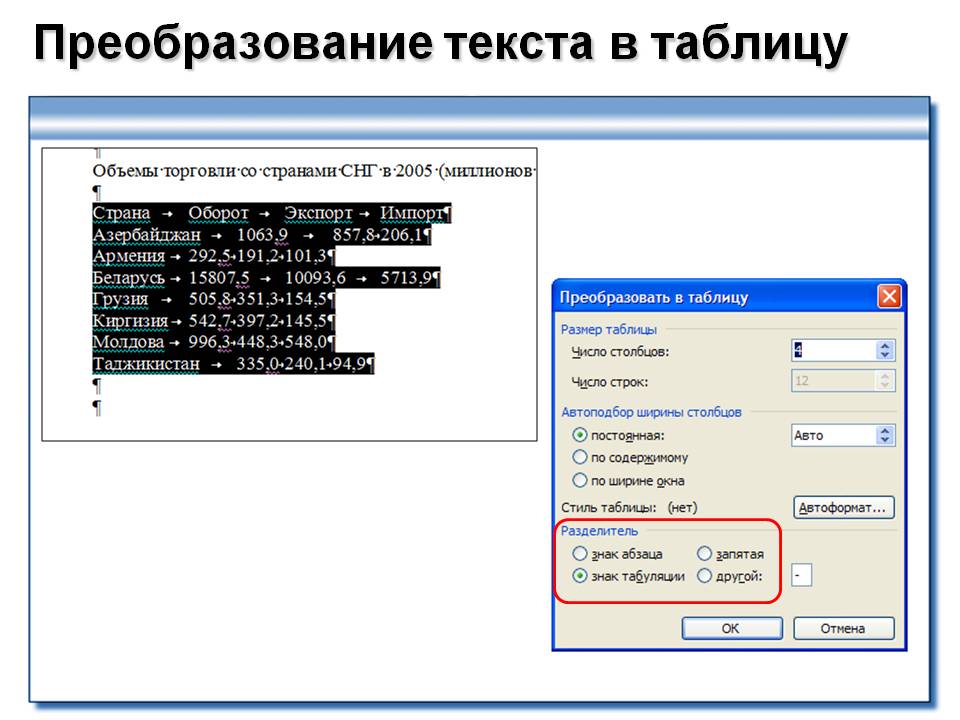 Преобразование текста в таблицу
Объемы торговли со странами СНГ в 2005 (миллионов
Страна Оборот Экспорт Импорт
Азербайджан 1063,9 857,8 206,1
Армения 292,5 191,2 101,3
Беларусь 15807,5 10093,6 5713,9
Грузия 505,8 351,3 154,5
Киргизия 542,7 397,2 145,5
Молдова 996,3 448,3 548,0
Таджикистан 335,0 240,1 94,9
Преобразовать в таблицу
Размер таблицы
Число столбцов: 4
Число строк: 12
Автоподбор ширины столбцов
постоянная: Авто
по содержимому
по ширине окна
Стиль таблицы: (нет) Автоформат...
Разделитель
знак абзаца запятая
знак табуляции другой: -
ОК Отмена